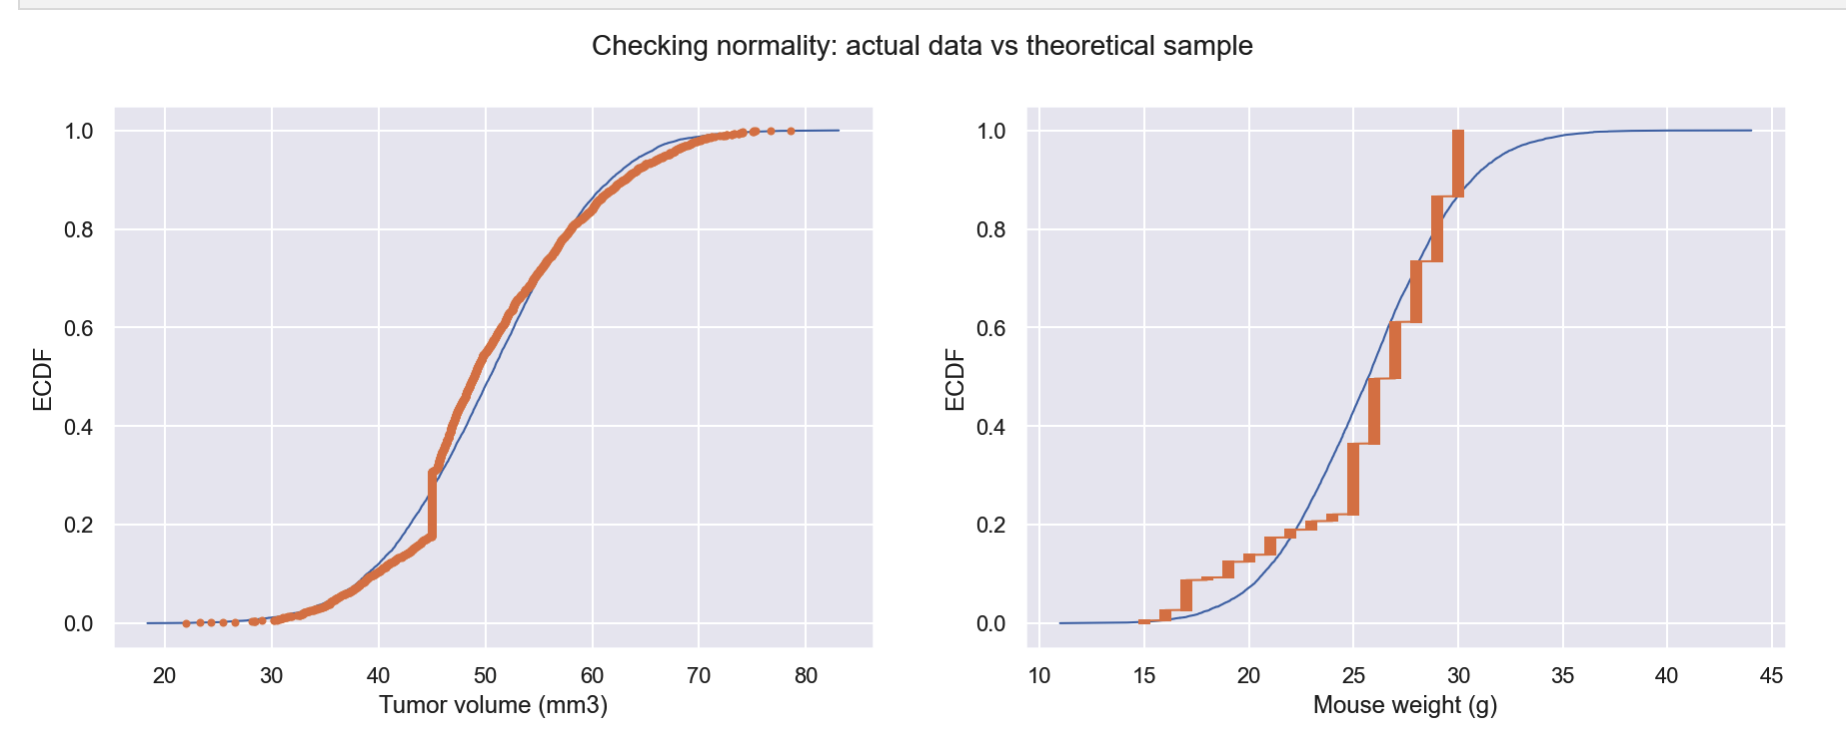 Checking normality: actual data vs theoretical sample
1.0
0.8
0.6
0.4
0.2
0.0
ECDF
20 30 40 50 60 70 80
Tumor volume (mm3)
1.0
0.8
0.6
0.4
0.2
0.0
ECDF
10 15 20 25 30 35 40 45
Mouse weight (g)